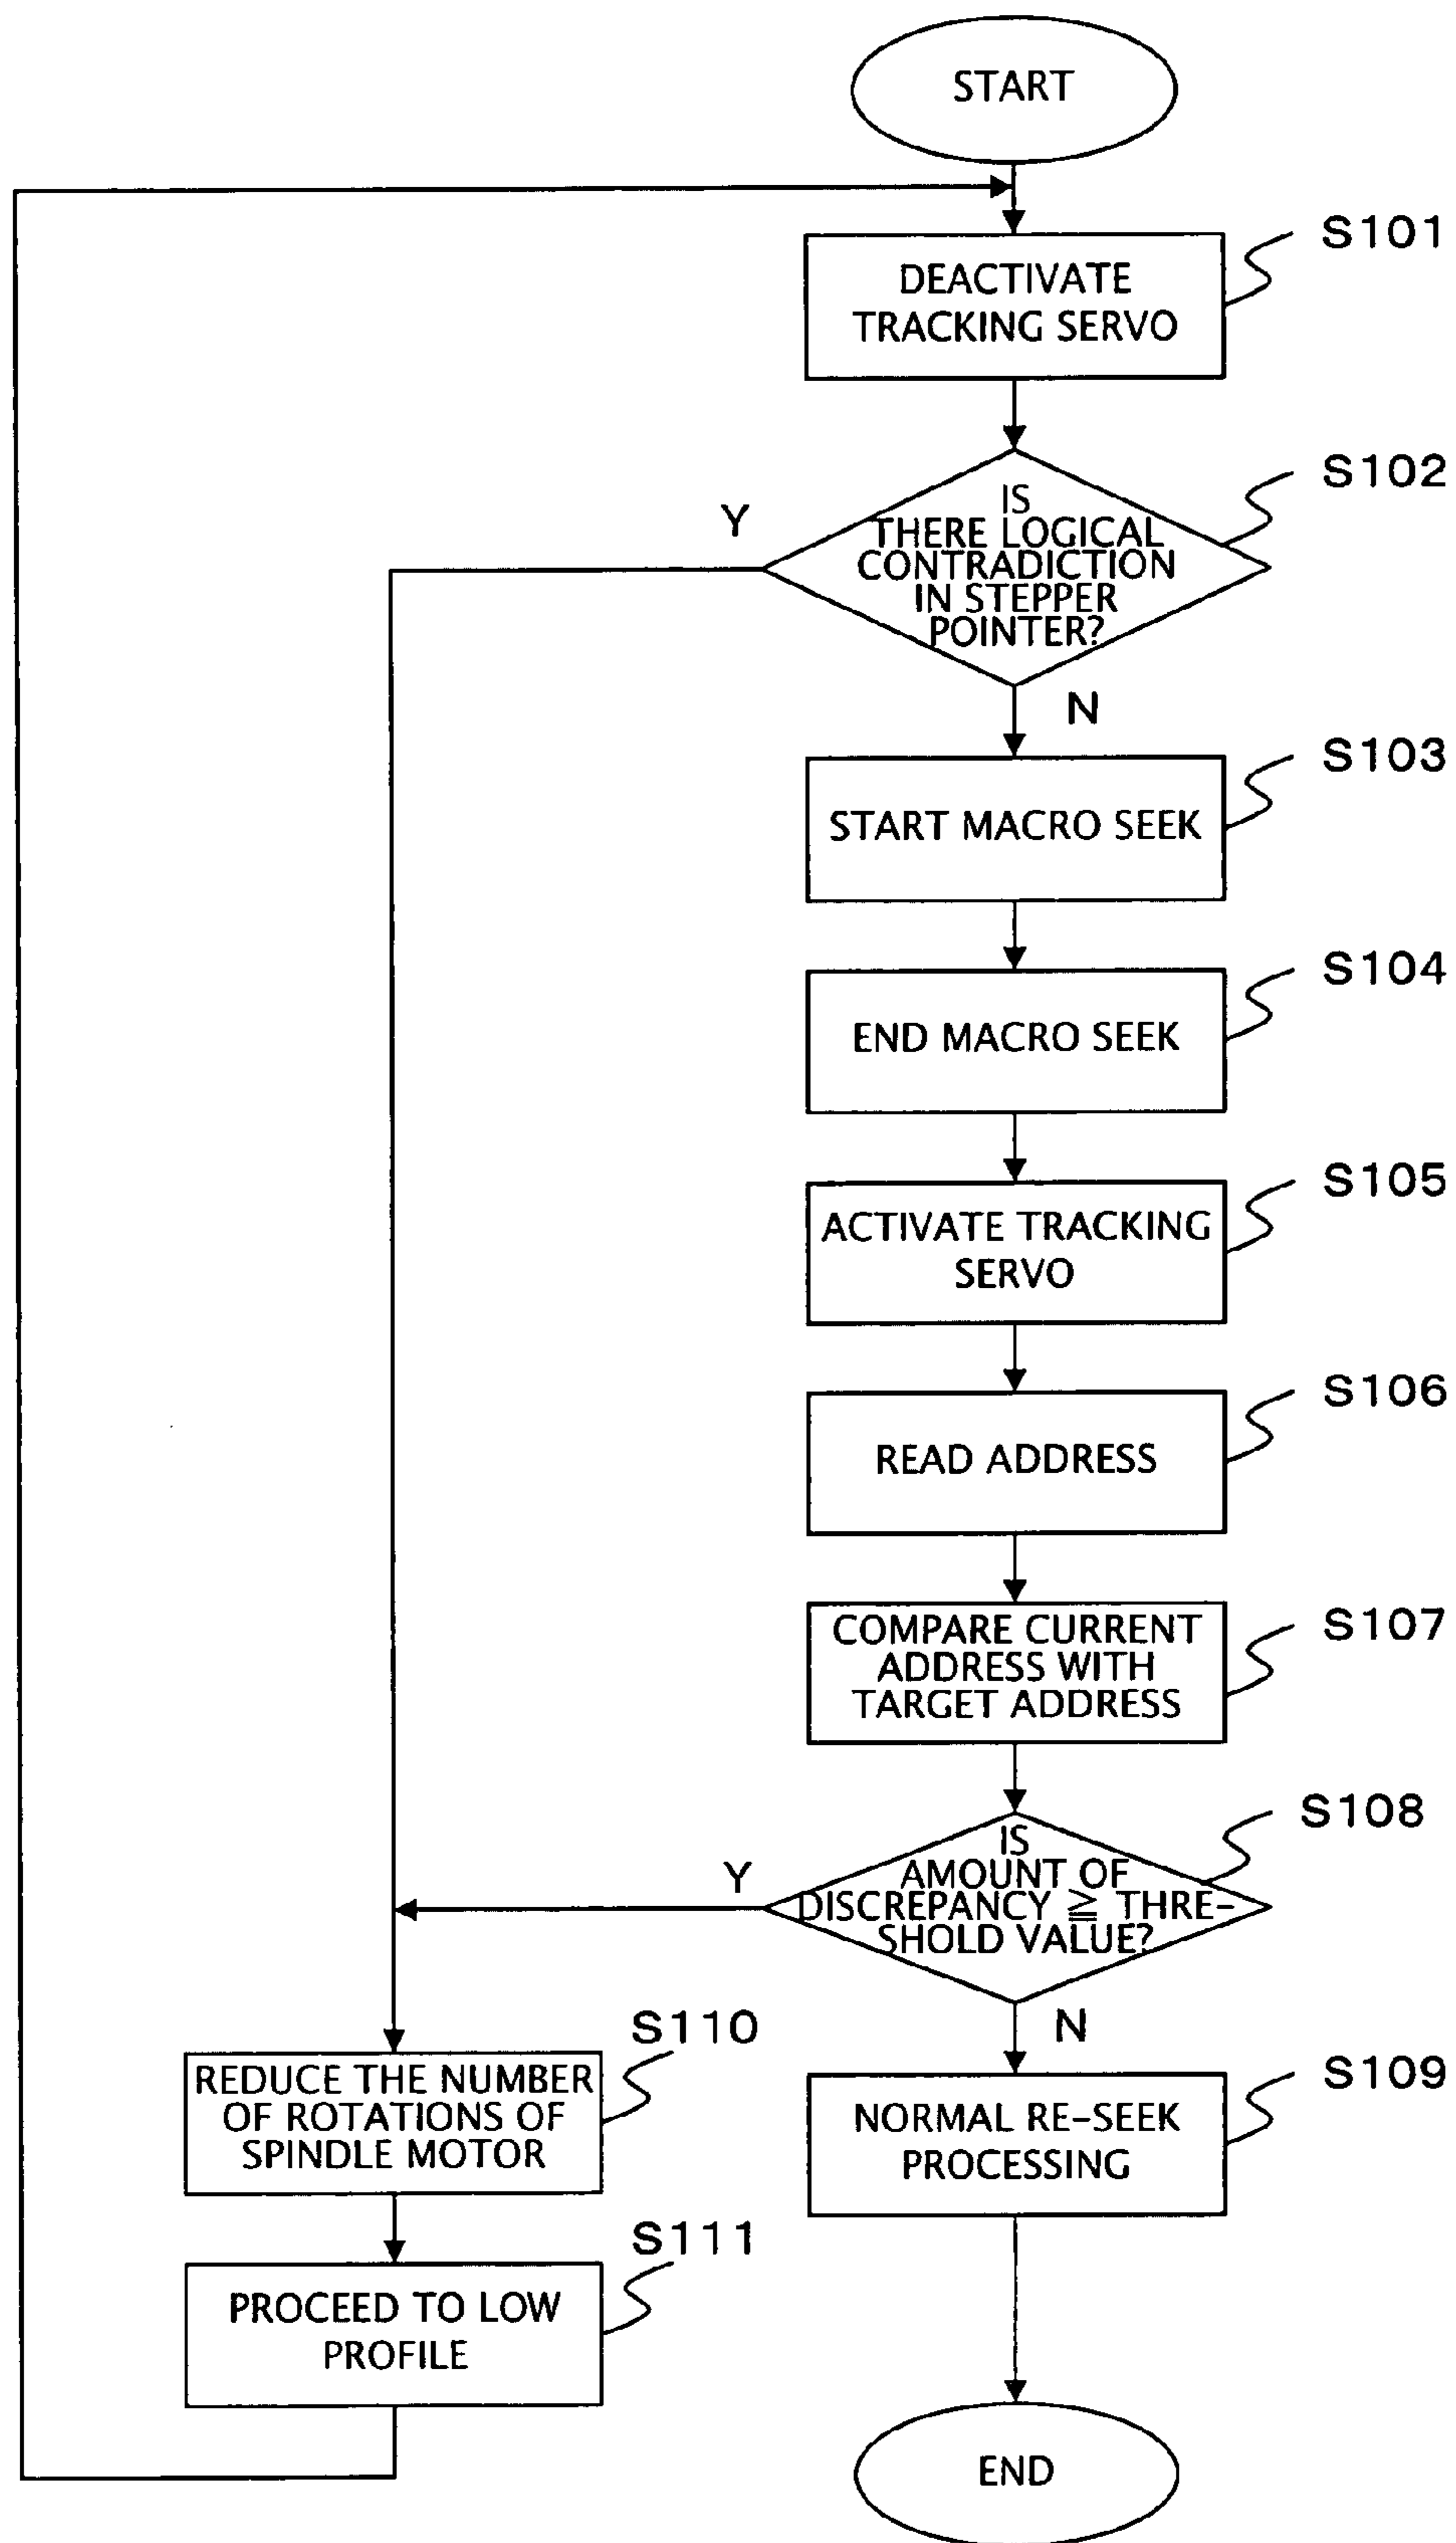 START
S101
DEACTIVATE
TRACKING SERVO
S102
Y
IS
THERE LOGICAL
CONTRADICTION
IN STEPPER
POINTER?
N
S103
START MACRO SEEK
S104
END MACRO SEEK
S105
ACTIVATE TRACKING
SERVO
S106
READ ADDRESS
S107
COMPARE CURRENT
ADDRESS WITH
TARGET ADDRESS
S108
Y
IS
AMOUNT OF
DISCREPANCY ≧ THRE-
SHOLD VALUE?
N
S110
REDUCE THE NUMBER
OF ROTATIONS OF
SPINDLE MOTOR
S109
NORMAL RE-SEEK
PROCESSING
S111
PROCEED TO LOW
PROFILE
END